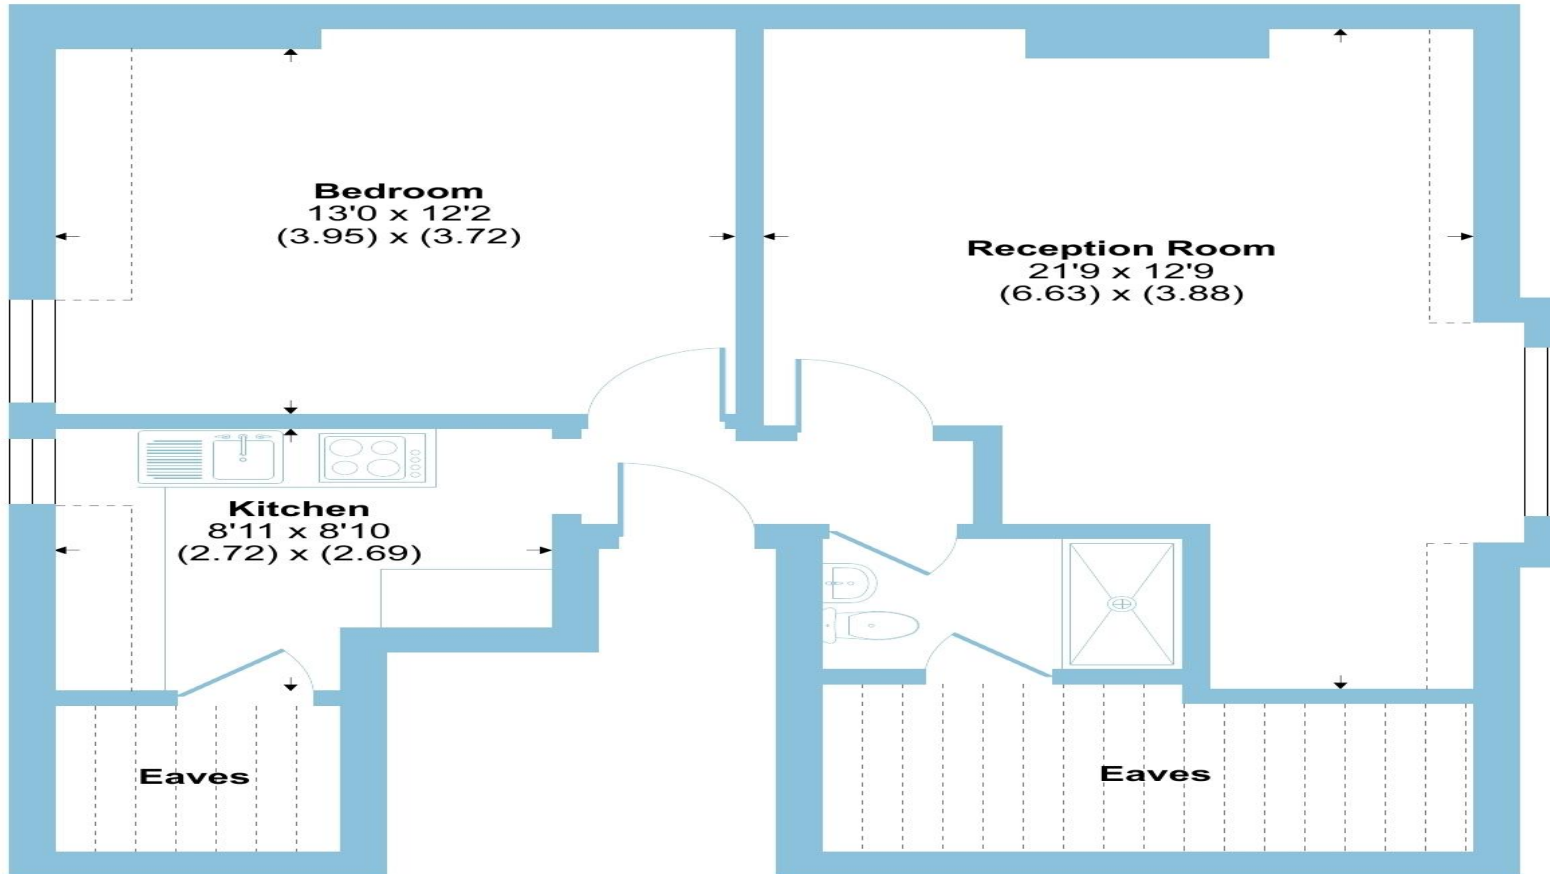 Bedroom
13'0 x 12'2
(3.95) x (3.72)
Reception Room
21'9 x 12'9
(6.63) x (3.88)
Kitchen
8'11 x 8'10
(2.72) x (2.69)
Eaves
Eaves